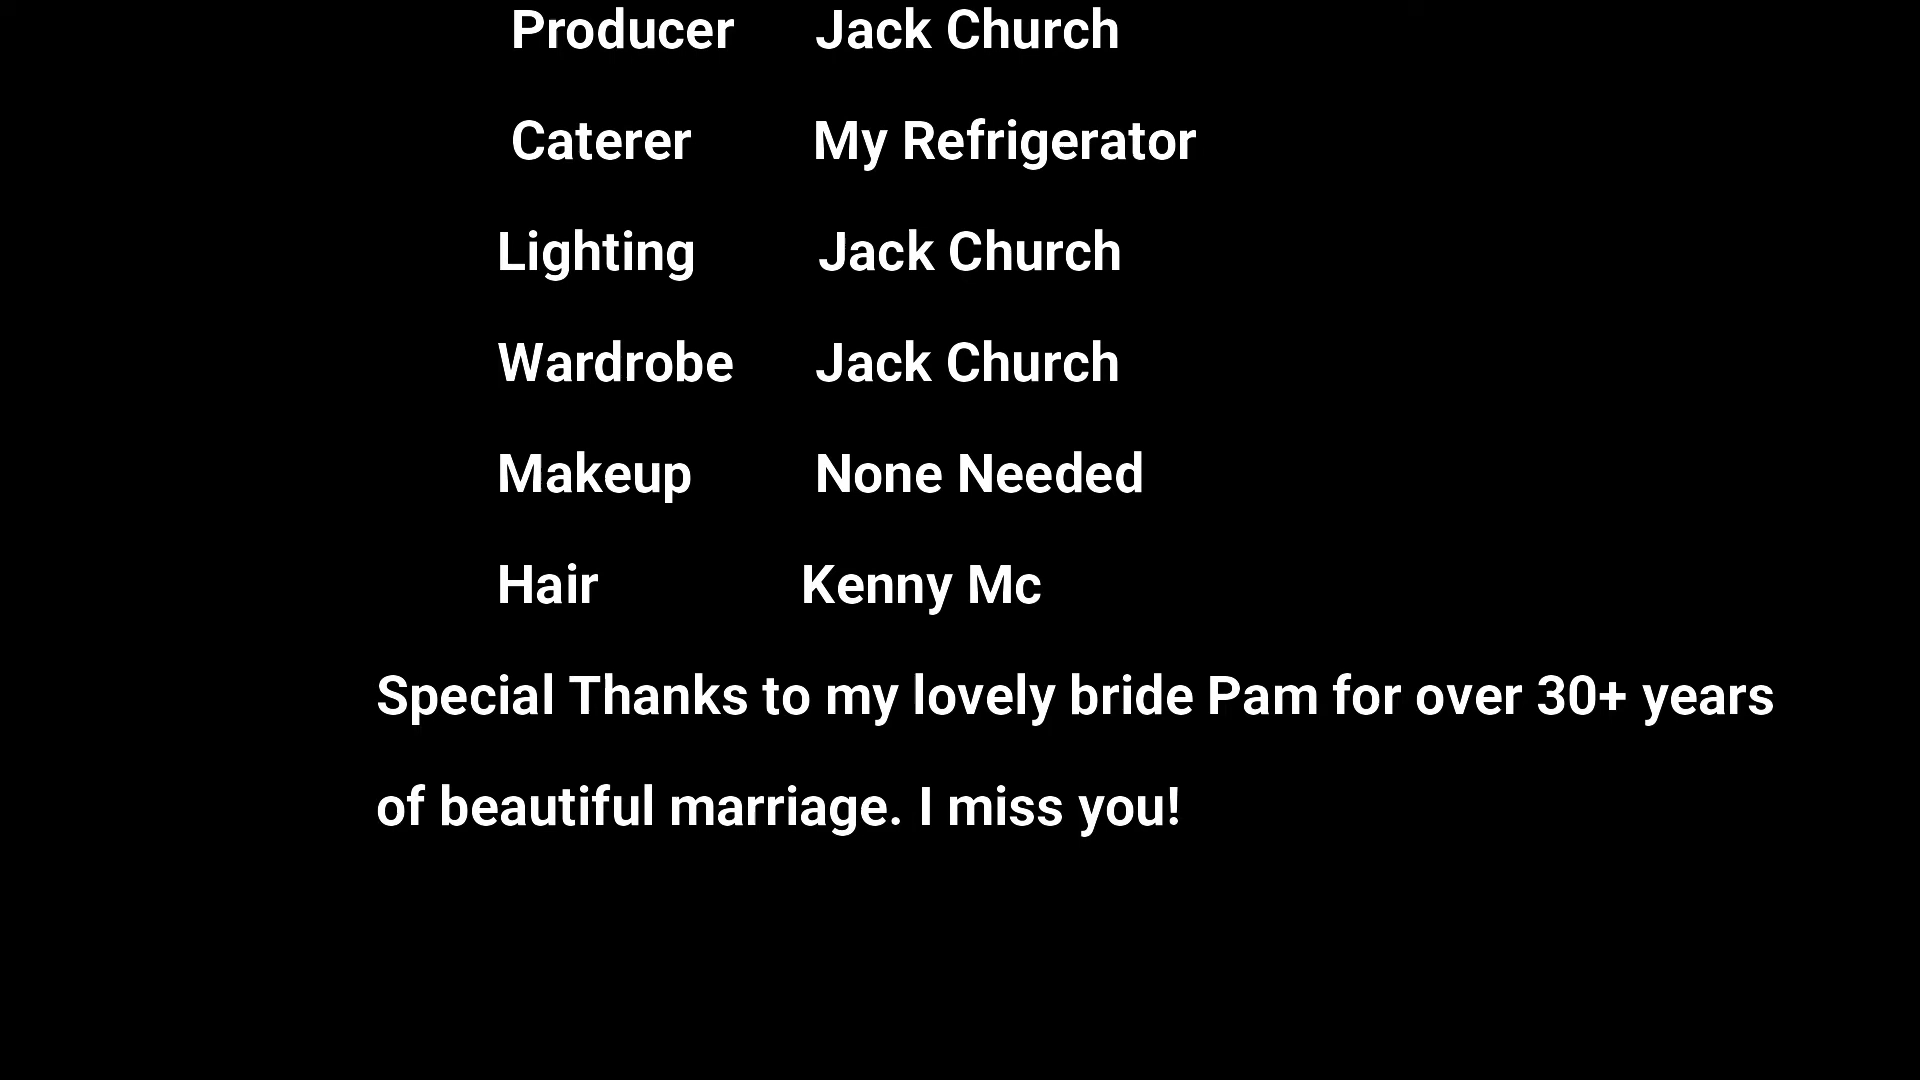 Producer Jack Church
Caterer My Refrigerator
Lighting Jack Church
Wardrobe Jack Church
Makeup None Needed
Hair Kenny Mc
Special Thanks to my lovely bride Pam for over 30+ years
of beautiful marriage. I miss you!